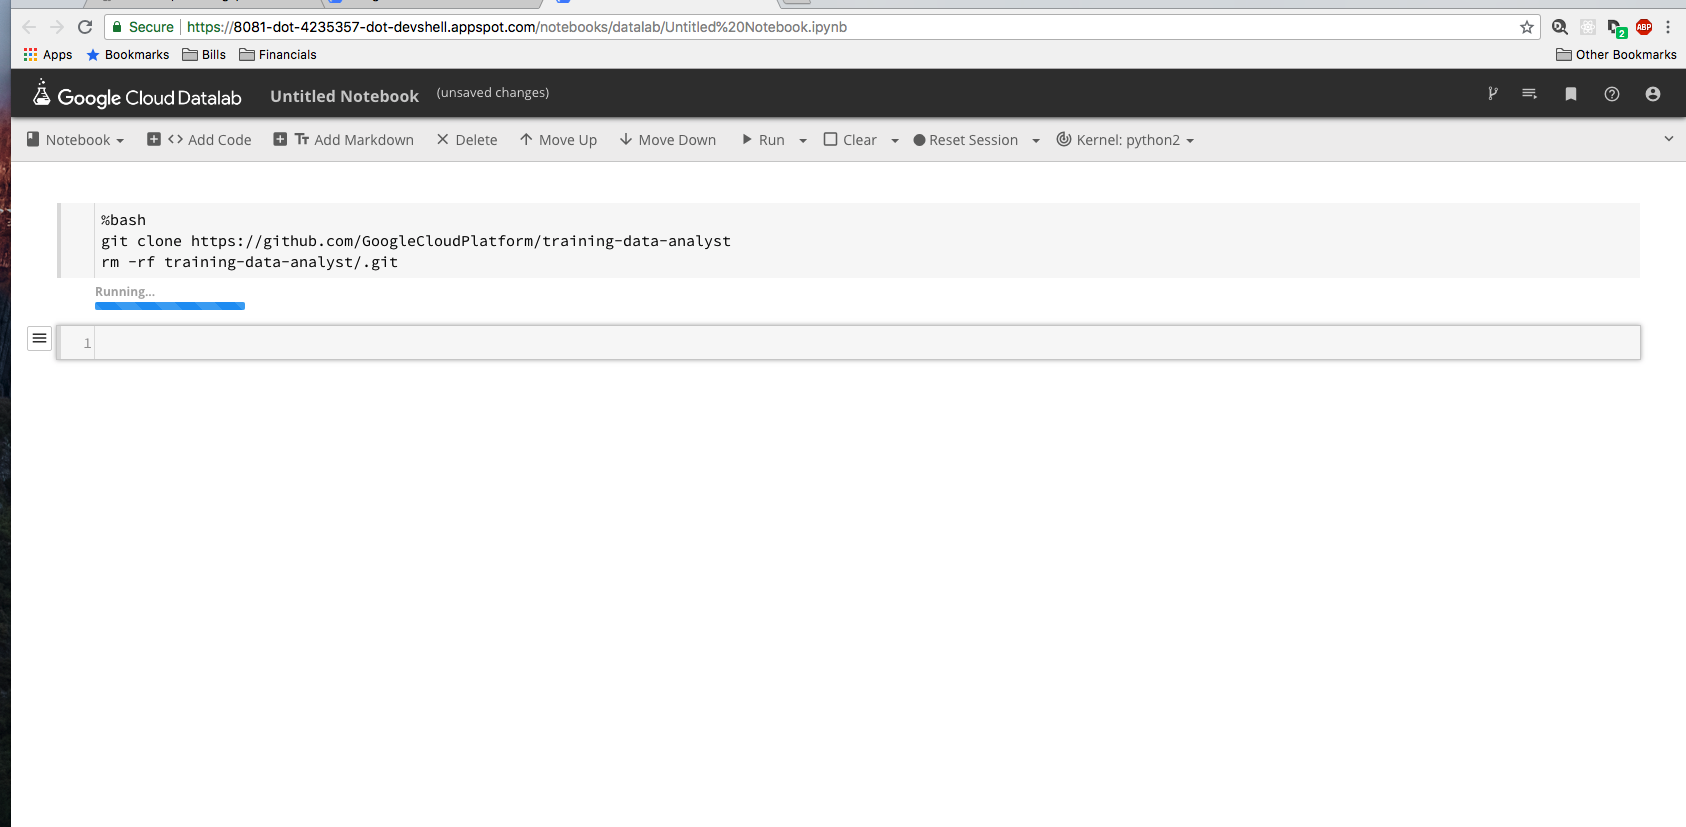 Secure https://8081-dot-4235357-dot-devshell.appspot.com/notebooks/datalab/Untitled%20Notebook.ipynb
2 ABP
Apps Bookmarks Bills Financials Other Bookmarks
Google Cloud Datalab Untitled Notebook (unsaved changes)
Notebook Add Code Tт Add Markdown Delete Move Up Move Down Run Clear Reset Session Kernel: python2
%bash
git clone https://github.com/GoogleCloudPlatform/training-data-analyst
rm -rf training-data-analyst/.git
Running...
1